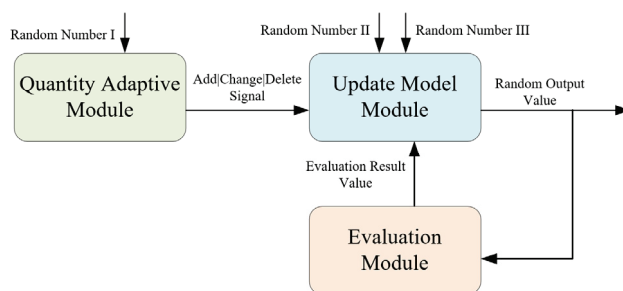 Random Number I
Random Number II
Random Number III
Quantity Adaptive
Module
Add|Change|Delete
Signal
Update Model
Module
Random Output
Value
Evaluation Result
Value
Evaluation
Module